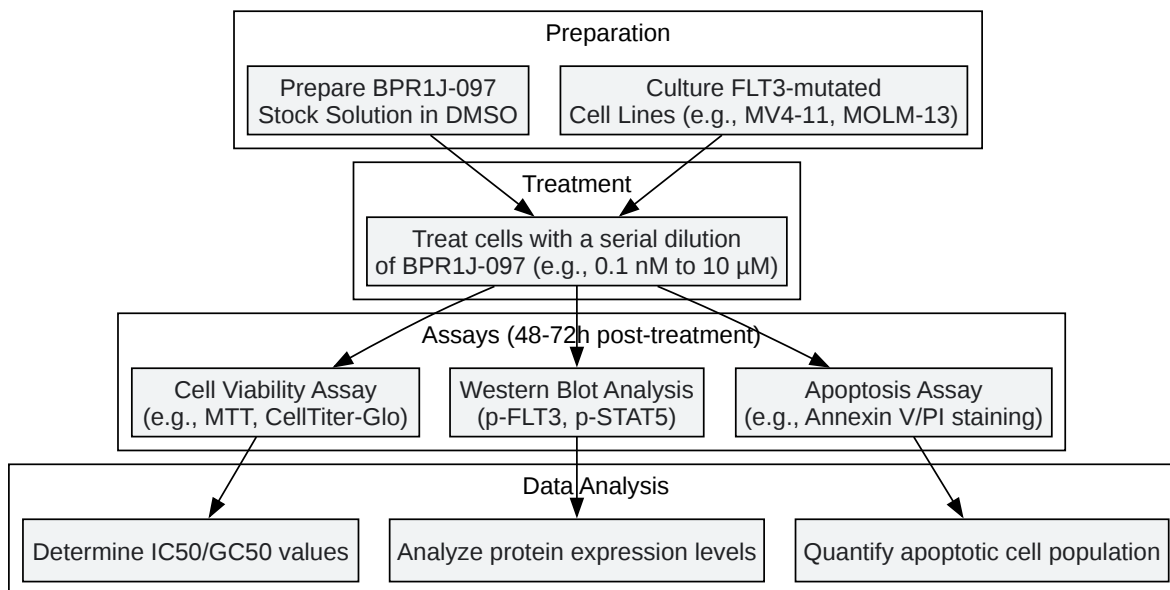 Preparation
Prepare BPR1J-097
Stock Solution in DMSO
Culture FLT3-mutated
Cell Lines (e.g., MV4-11, MOLM-13)
Treatment
Treat cells with a serial dilution
of BPR1J-097 (e.g., 0.1 nM to 10 µM)
Assays (48-72h post-treatment)
Cell Viability Assay
(e.g., MTT, CellTiter-Glo)
Western Blot Analysis
(p-FLT3, p-STAT5)
Apoptosis Assay
(e.g., Annexin V/PI staining)
Data Analysis
Determine IC50/GC50 values
Analyze protein expression levels
Quantify apoptotic cell population